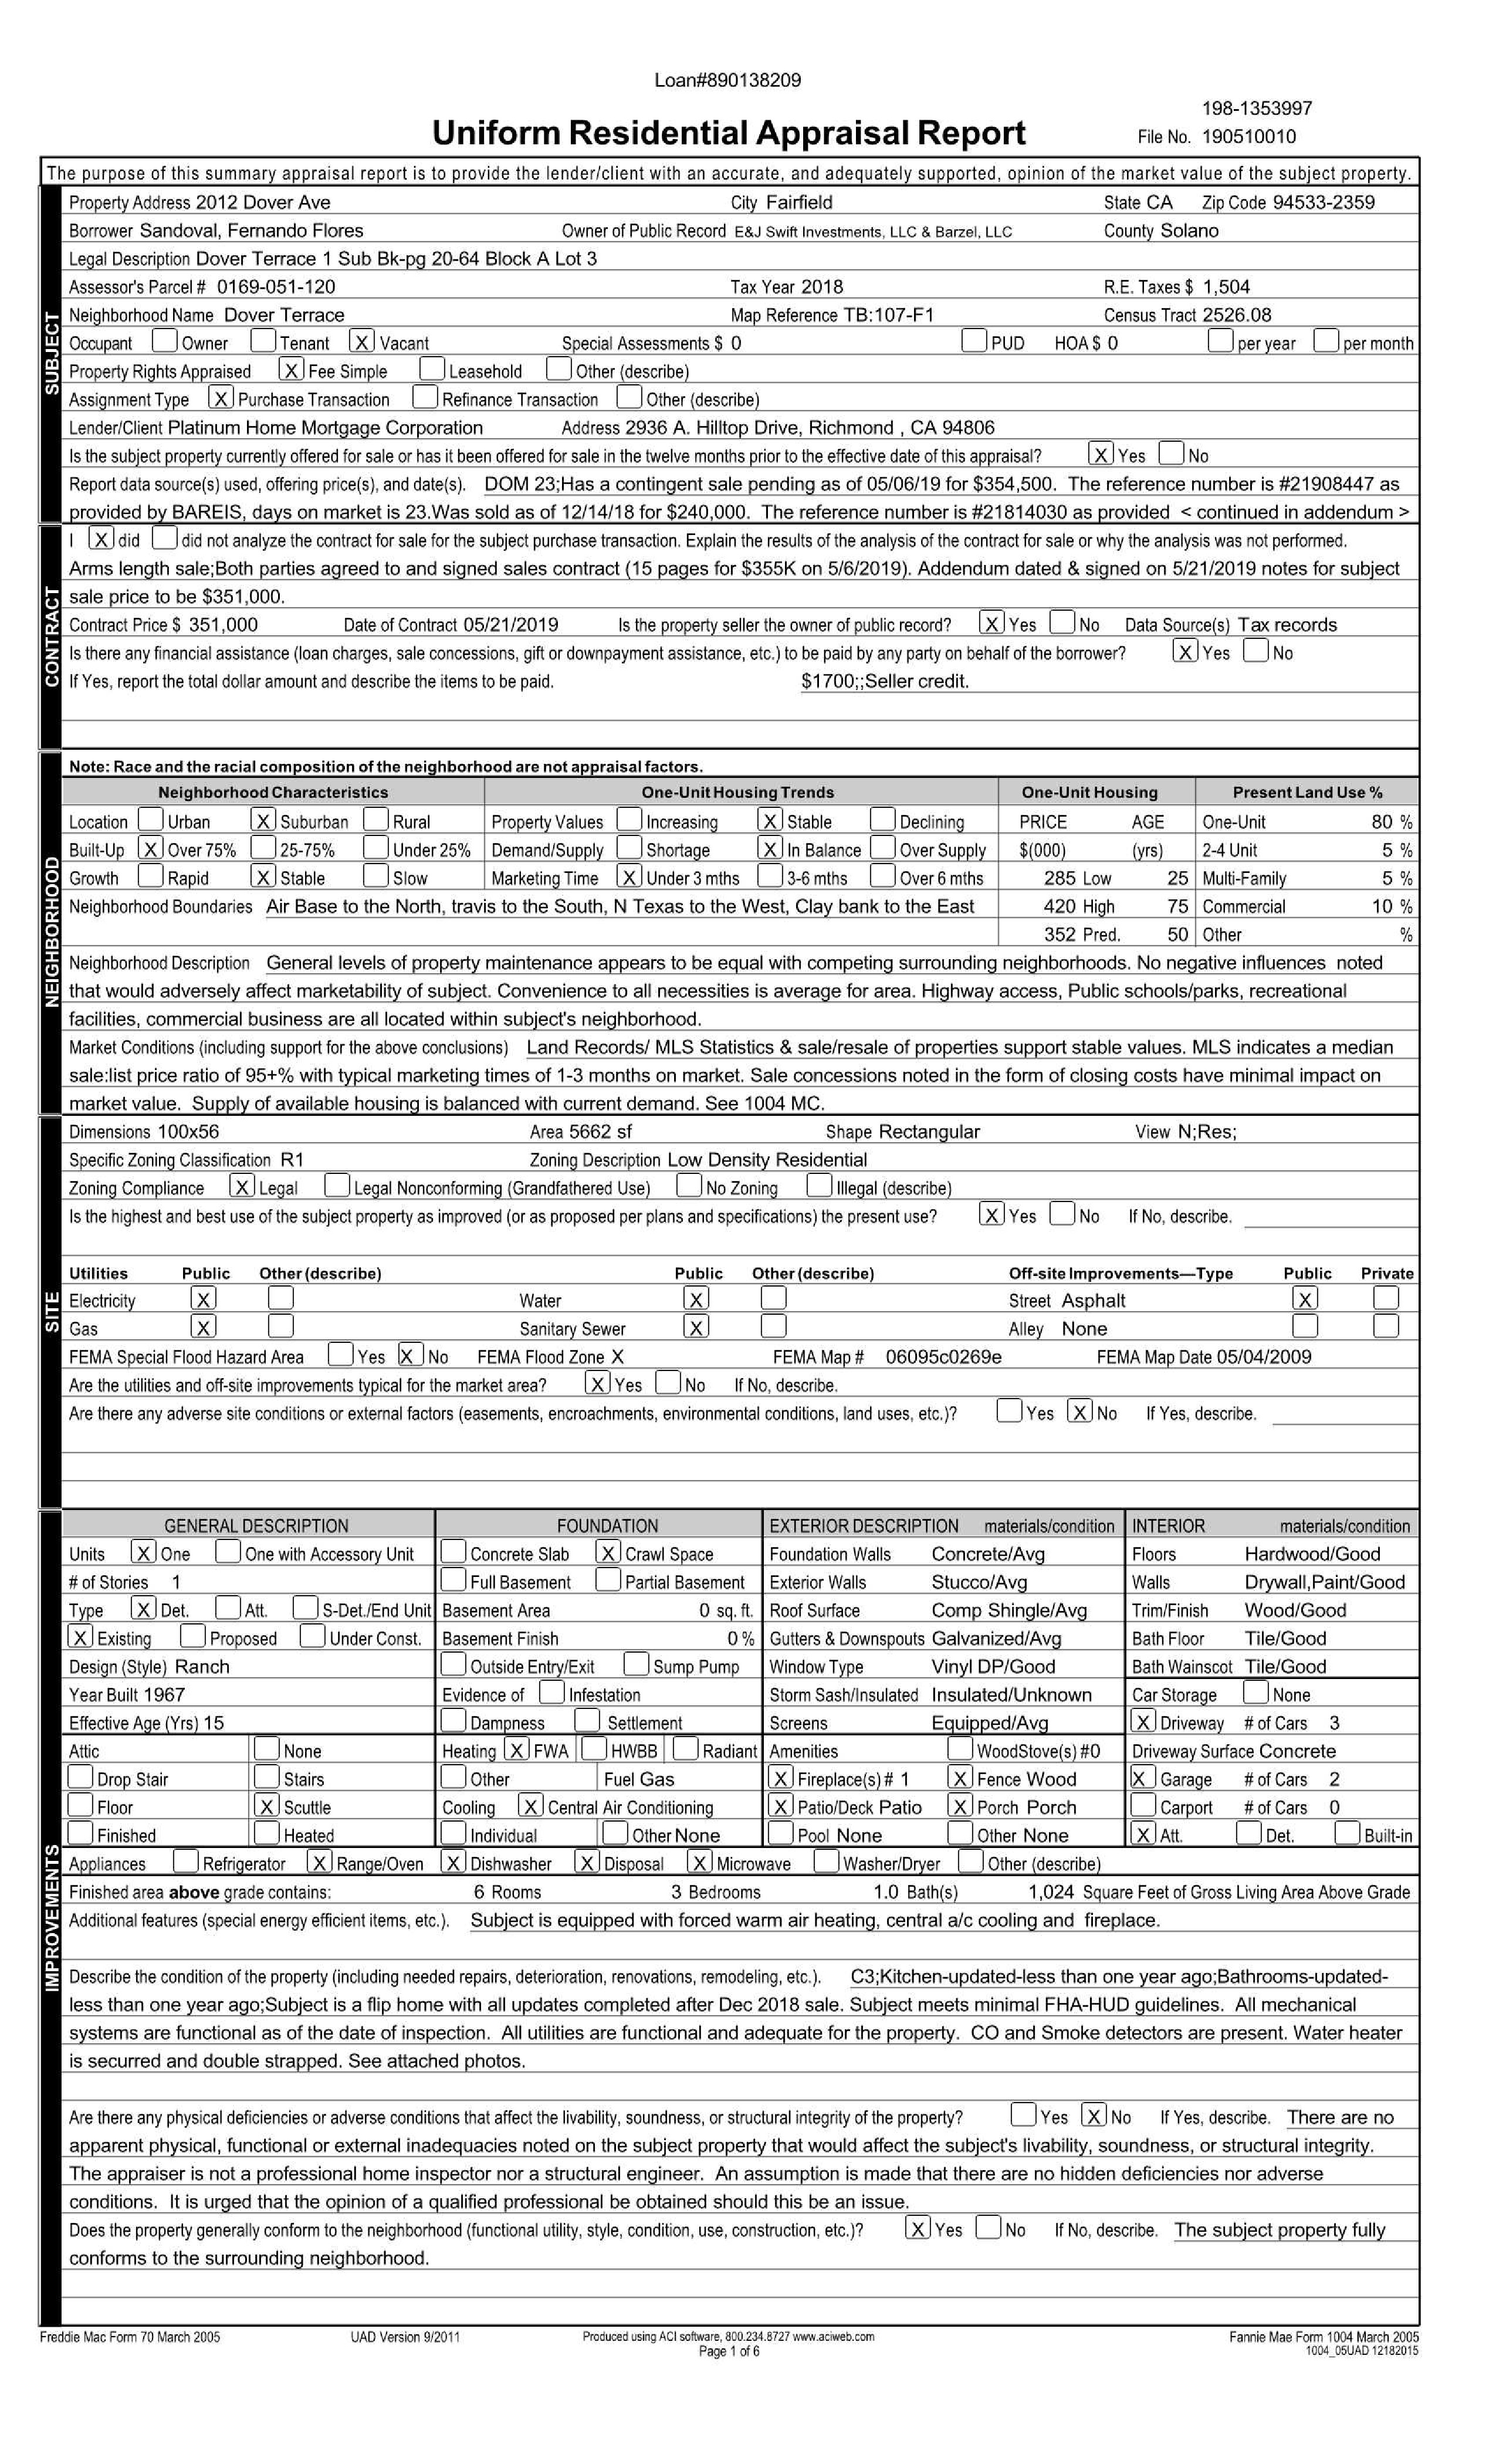 Loan#890138209
198-1353997
Uniform Residential Appraisal Report File No. 190510010
The purpose of this summary appraisal report is to provide the lender/client with an accurate, and adequately supported, opinion of the market value of the subject property.
SUBJECT
Property Address 2012 Dover Ave City Fairfield State CA Zip Code 94533-2359
Borrower Sandoval, Fernando Flores Owner of Public Record E&J Swift Investments, LLC & Barzel, LLC County Solano
Legal Description Dover Terrace 1 Sub Bk-pg 20-64 Block A Lot 3
Assessor's Parcel # 0169-051-120 Tax Year 2018 R.E. Taxes $ 1,504
Neighborhood Name Dover Terrace Map Reference TB:107-F1 Census Tract 2526.08
Occupant Owner Tenant X Vacant Special Assessments $ 0 PUD HOA $ 0 per year per month
Property Rights Appraised X Fee Simple Leasehold Other (describe)
Assignment Type X Purchase Transaction Refinance Transaction Other (describe)
Lender/Client Platinum Home Mortgage Corporation Address 2936 A. Hilltop Drive, Richmond , CA 94806
Is the subject property currently offered for sale or has it been offered for sale in the twelve months prior to the effective date of this appraisal? X Yes No
Report data source(s) used, offering price(s), and date(s). DOM 23;Has a contingent sale pending as of 05/06/19 for $354,500. The reference number is #21908447 as
provided by BAREIS, days on market is 23.Was sold as of 12/14/18 for $240,000. The reference number is #21814030 as provided < continued in addendum >
CONTRACT
I X did did not analyze the contract for sale for the subject purchase transaction. Explain the results of the analysis of the contract for sale or why the analysis was not performed.
Arms length sale;Both parties agreed to and signed sales contract (15 pages for $355K on 5/6/2019). Addendum dated & signed on 5/21/2019 notes for subject
sale price to be $351,000.
Contract Price $ 351,000 Date of Contract 05/21/2019 Is the property seller the owner of public record? X Yes No Data Source(s) Tax records
Is there any financial assistance (loan charges, sale concessions, gift or downpayment assistance, etc.) to be paid by any party on behalf of the borrower? X Yes No
If Yes, report the total dollar amount and describe the items to be paid. $1700;;Seller credit.
NEIGHBORHOOD
Note: Race and the racial composition of the neighborhood are not appraisal factors.
Neighborhood Characteristics One-Unit Housing Trends One-Unit Housing Present Land Use %
Location Urban X Suburban Rural Property Values Increasing X Stable Declining PRICE AGE One-Unit 80 %
Built-Up X Over 75% 25-75% Under 25% Demand/Supply Shortage X In Balance Over Supply $(000) (yrs) 2-4 Unit 5 %
Growth Rapid X Stable Slow Marketing Time X Under 3 mths 3-6 mths Over 6 mths 285 Low 25 Multi-Family 5 %
Neighborhood Boundaries Air Base to the North, travis to the South, N Texas to the West, Clay bank to the East 420 High 75 Commercial 10 %
352 Pred. 50 Other %
Neighborhood Description General levels of property maintenance appears to be equal with competing surrounding neighborhoods. No negative influences noted
that would adversely affect marketability of subject. Convenience to all necessities is average for area. Highway access, Public schools/parks, recreational
facilities, commercial business are all located within subject's neighborhood.
Market Conditions (including support for the above conclusions) Land Records/ MLS Statistics & sale/resale of properties support stable values. MLS indicates a median
sale:list price ratio of 95+% with typical marketing times of 1-3 months on market. Sale concessions noted in the form of closing costs have minimal impact on
market value. Supply of available housing is balanced with current demand. See 1004 MC.
SITE
Dimensions 100x56 Area 5662 sf Shape Rectangular View N;Res;
Specific Zoning Classification R1 Zoning Description Low Density Residential
Zoning Compliance X Legal Legal Nonconforming (Grandfathered Use) No Zoning Illegal (describe)
Is the highest and best use of the subject property as improved (or as proposed per plans and specifications) the present use? X Yes No If No, describe.
Utilities Public Other (describe) Public Other (describe) Off-site Improvements—Type Public Private
Electricity X Water X Street Asphalt X
Gas X Sanitary Sewer X Alley None
FEMA Special Flood Hazard Area Yes X No FEMA Flood Zone X FEMA Map # 06095c0269e FEMA Map Date 05/04/2009
Are the utilities and off-site improvements typical for the market area? X Yes No If No, describe.
Are there any adverse site conditions or external factors (easements, encroachments, environmental conditions, land uses, etc.)? Yes X No If Yes, describe.
IMPROVEMENTS
GENERAL DESCRIPTION FOUNDATION EXTERIOR DESCRIPTION materials/condition INTERIOR materials/condition
Units X One One with Accessory Unit Concrete Slab X Crawl Space Foundation Walls Concrete/Avg Floors Hardwood/Good
# of Stories 1 Full Basement Partial Basement Exterior Walls Stucco/Avg Walls Drywall,Paint/Good
Type X Det. Att. S-Det./End Unit Basement Area 0 sq. ft. Roof Surface Comp Shingle/Avg Trim/Finish Wood/Good
X Existing Proposed Under Const. Basement Finish 0 % Gutters & Downspouts Galvanized/Avg Bath Floor Tile/Good
Design (Style) Ranch Outside Entry/Exit Sump Pump Window Type Vinyl DP/Good Bath Wainscot Tile/Good
Year Built 1967 Evidence of Infestation Storm Sash/Insulated Insulated/Unknown Car Storage None
Effective Age (Yrs) 15 Dampness Settlement Screens Equipped/Avg X Driveway # of Cars 3
Attic None Heating X FWA HWBB Radiant Amenities WoodStove(s) #0 Driveway Surface Concrete
Drop Stair Stairs Other Fuel Gas X Fireplace(s) # 1 X Fence Wood X Garage # of Cars 2
Floor X Scuttle Cooling X Central Air Conditioning X Patio/Deck Patio X Porch Porch Carport # of Cars 0
Finished Heated Individual Other None Pool None Other None X Att. Det. Built-in
Appliances Refrigerator X Range/Oven X Dishwasher X Disposal X Microwave Washer/Dryer Other (describe)
Finished area above grade contains: 6 Rooms 3 Bedrooms 1.0 Bath(s) 1,024 Square Feet of Gross Living Area Above Grade
Additional features (special energy efficient items, etc.). Subject is equipped with forced warm air heating, central a/c cooling and fireplace.
Describe the condition of the property (including needed repairs, deterioration, renovations, remodeling, etc.). C3;Kitchen-updated-less than one year ago;Bathrooms-updated-
less than one year ago;Subject is a flip home with all updates completed after Dec 2018 sale. Subject meets minimal FHA-HUD guidelines. All mechanical
systems are functional as of the date of inspection. All utilities are functional and adequate for the property. CO and Smoke detectors are present. Water heater
is securred and double strapped. See attached photos.
Are there any physical deficiencies or adverse conditions that affect the livability, soundness, or structural integrity of the property? Yes X No If Yes, describe. There are no
apparent physical, functional or external inadequacies noted on the subject property that would affect the subject's livability, soundness, or structural integrity.
The appraiser is not a professional home inspector nor a structural engineer. An assumption is made that there are no hidden deficiencies nor adverse
conditions. It is urged that the opinion of a qualified professional be obtained should this be an issue.
Does the property generally conform to the neighborhood (functional utility, style, condition, use, construction, etc.)? X Yes No If No, describe. The subject property fully
conforms to the surrounding neighborhood.
Freddie Mac Form 70 March 2005 UAD Version 9/2011 Produced using ACI software, 800.234.8727 www.aciweb.com Fannie Mae Form 1004 March 2005
Page 1 of 6 1004_05UAD 12182015